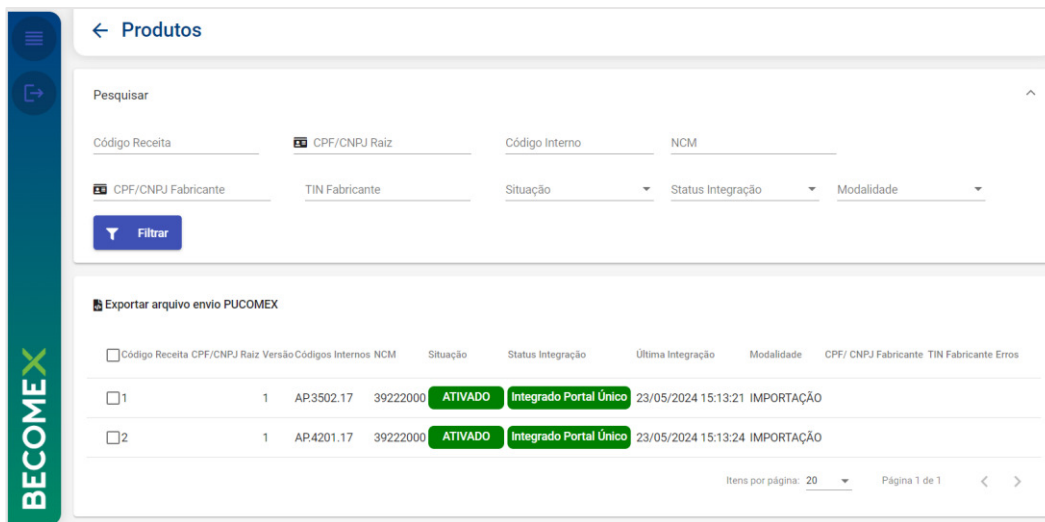 ← Produtos
Pesquisar
Código Receita CPF/CNPJ Raiz Código Interno NCM
CPF/CNPJ Fabricante TIN Fabricante Situação Status Integração Modalidade
Filtrar
Exportar arquivo envio PUCOMEX
Código Receita CPF/CNPJ Raiz Versão Códigos Internos NCM Situação Status Integração Última Integração Modalidade CPF/ CNPJ Fabricante TIN Fabricante Erros
1 1 AP.3502.17 39222000 ATIVADO Integrado Portal Único 23/05/2024 15:13:21 IMPORTAÇÃO
2 1 AP.4201.17 39222000 ATIVADO Integrado Portal Único 23/05/2024 15:13:24 IMPORTAÇÃO
Itens por página: 20 Página 1 de 1
BECOMEX